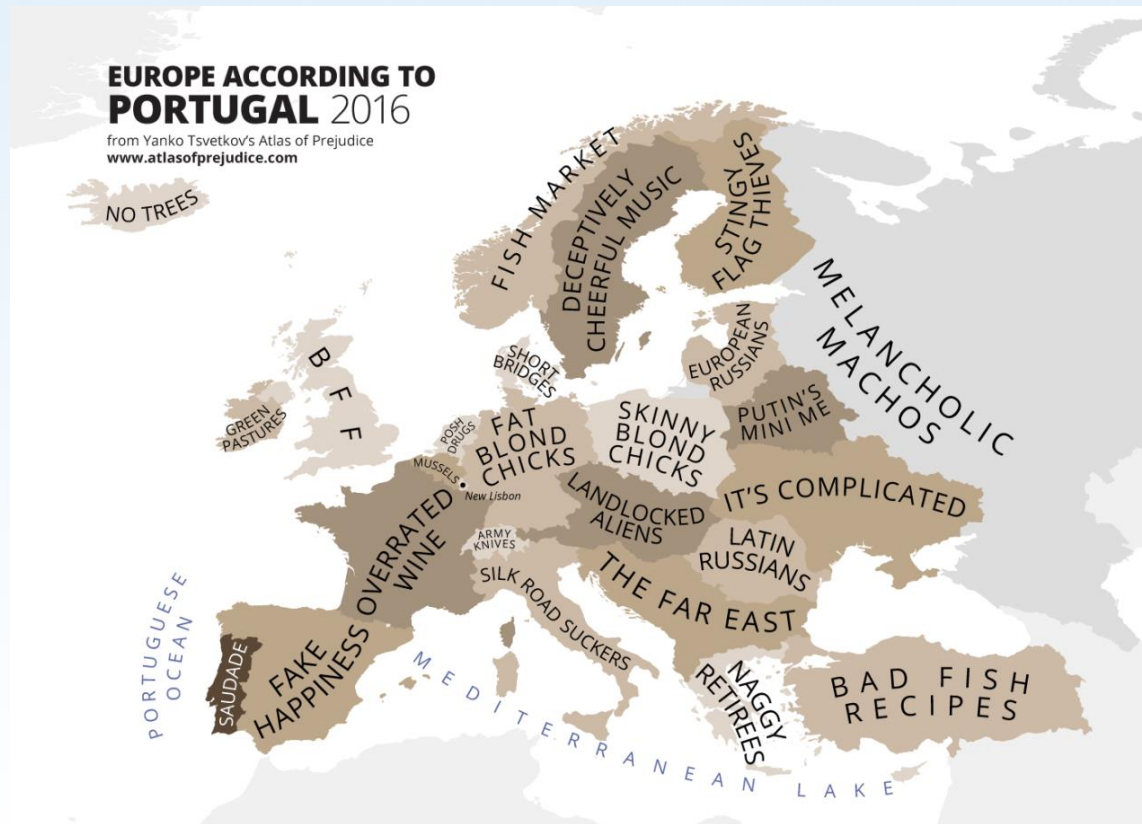 EUROPE ACCORDING TO
PORTUGAL 2016
from Yanko Tsvetkov's Atlas of Prejudice
www.atlasofprejudice.com
NO TREES
FISH MARKET
DECEPTIVELY
CHEERFUL MUSIC
STINGY
FLAG THIEVES
MELANCHOLIC
MACHOS
EUROPEAN
RUSSIANS
SHORT
BRIDGES
BFF
GREEN
PASTURES
POSH
DRUGS
FAT
BLOND
CHICKS
SKINNY
BLOND
CHICKS
PUTIN'S
MINI ME
MUSSELS
New Lisbon
IT'S COMPLICATED
LANDLOCKED
ALIENS
OVERRATED
WINE
ARMY
KNIVES
LATIN
RUSSIANS
SILK ROAD SUCKERS
THE FAR EAST
PORTUGUESE
OCEAN
SAUDADE
FAKE
HAPPINESS
MEDITERRANEAN LAKE
NAGGY
RETIREES
BAD FISH
RECIPES